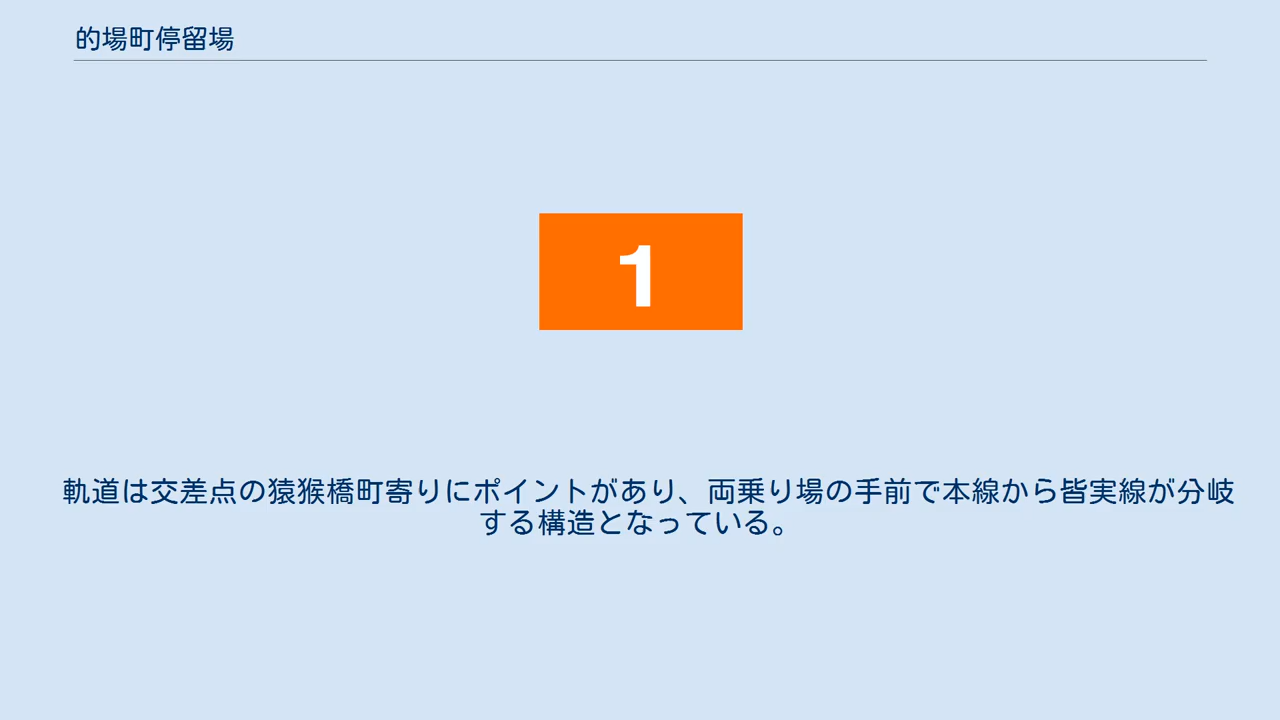 的場町停留場
1
軌道は交差点の猿猴橋町寄りにポイントがあり、両乗り場の手前で本線から皆実線が分岐
する構造となっている。